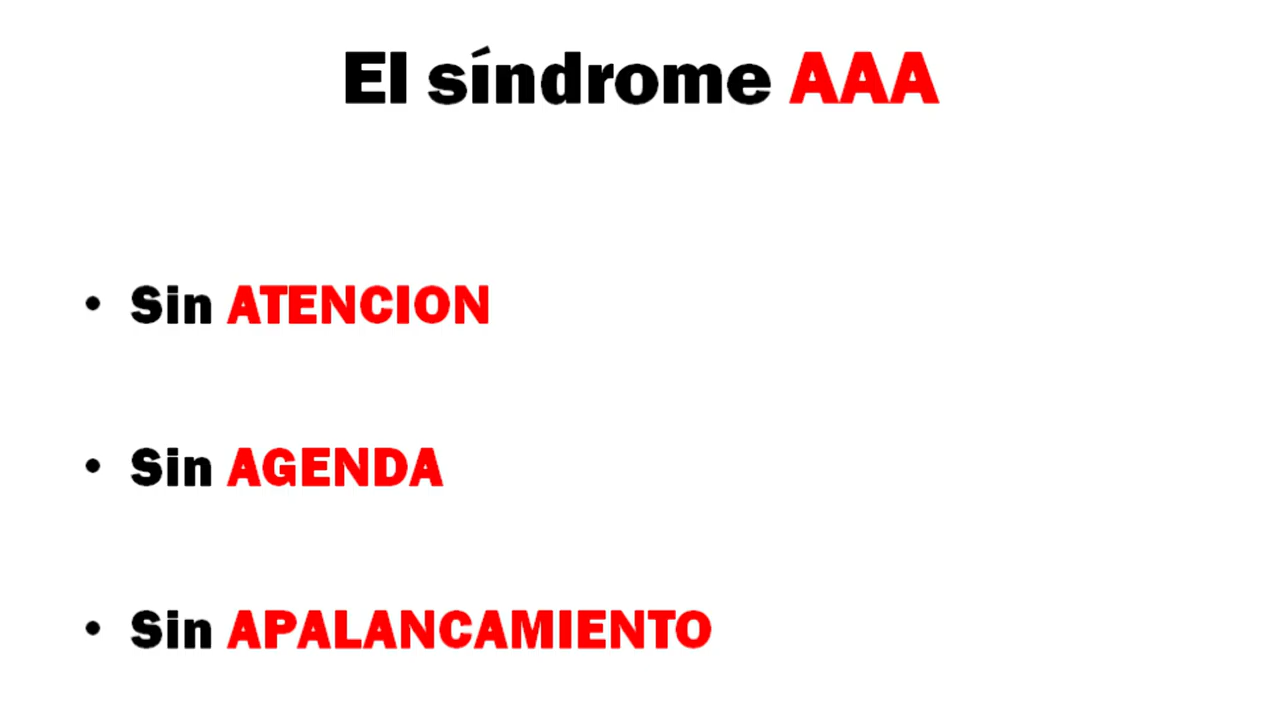 El síndrome AAA
• Sin ATENCION
• Sin AGENDA
• Sin APALANCAMIENTO